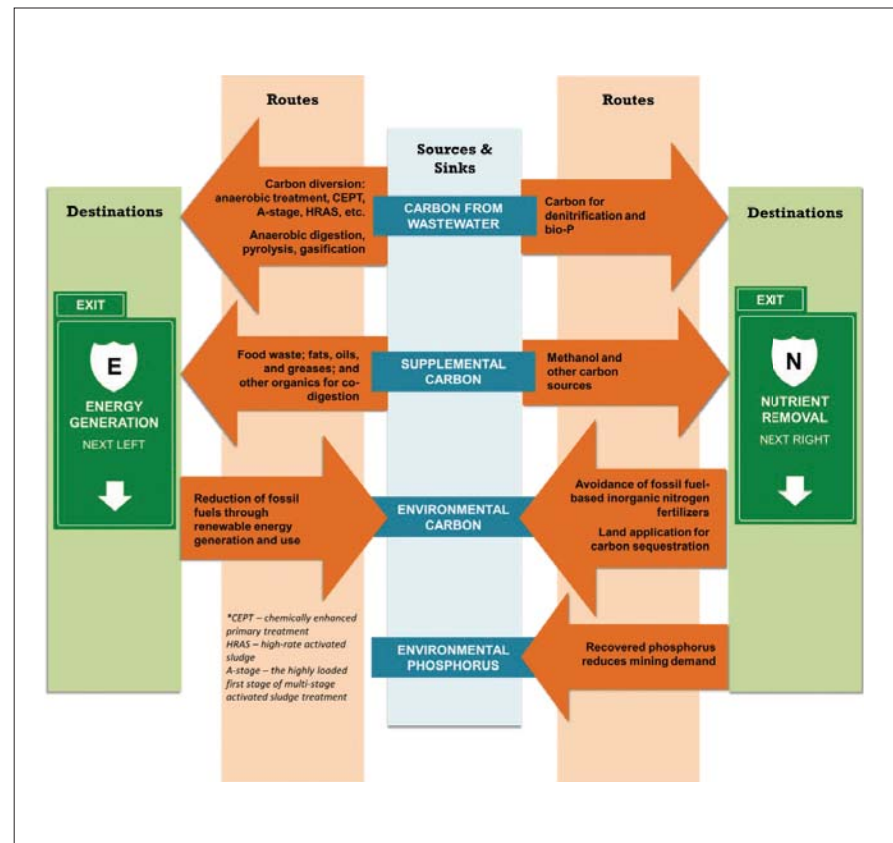 Routes
Routes
Sources &
Sinks
Destinations
Destinations
Carbon diversion:
anaerobic treatment, CEPT,
A-stage, HRAS, etc.
Anaerobic digestion,
pyrolysis, gasification
CARBON FROM
WASTEWATER
Carbon for
denitrification and
bio-P
EXIT
E
ENERGY
GENERATION
NEXT LEFT
EXIT
N
NUTRIENT
REMOVAL
NEXT RIGHT
Food waste; fats, oils,
and greases; and
other organics for co-
digestion
SUPPLEMENTAL
CARBON
Methanol and
other carbon
sources
Reduction of fossil
fuels through
renewable energy
generation and use
ENVIRONMENTAL
CARBON
Avoidance of fossil fuel-
based inorganic nitrogen
fertilizers
Land application for
carbon sequestration
*CEPT – chemically enhanced
primary treatment
HRAS – high-rate activated
sludge
A-stage – the highly loaded
first stage of multi-stage
activated sludge treatment
ENVIRONMENTAL
PHOSPHORUS
Recovered phosphorus
reduces mining demand